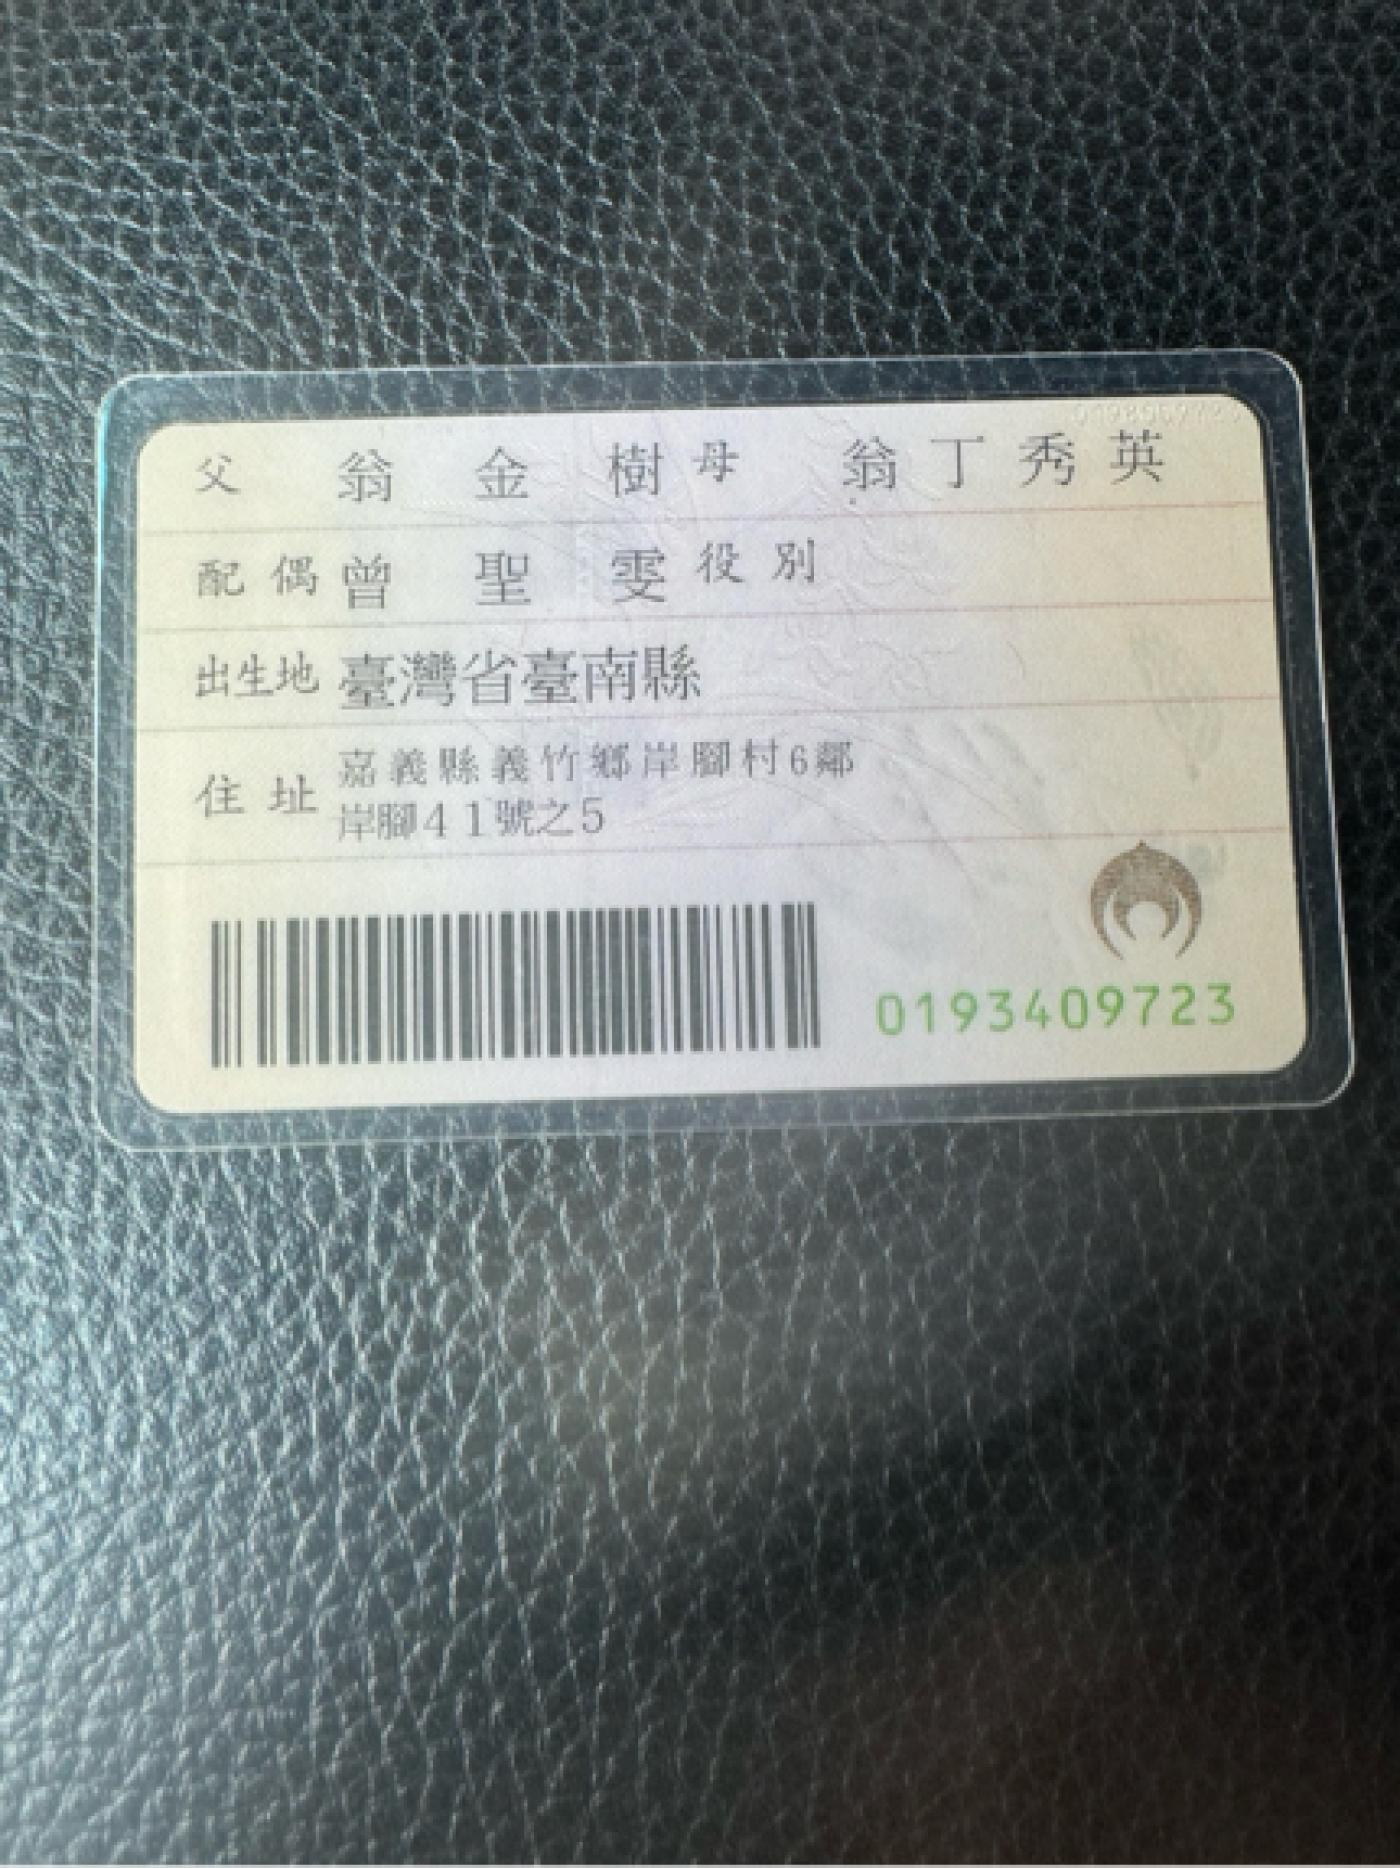 父 翁金樹 母 翁丁秀英
配偶 曾聖雯 役別
出生地 臺灣省臺南縣
住址 嘉義縣義竹鄉岸腳村6鄰
岸腳41號之5
0193409723